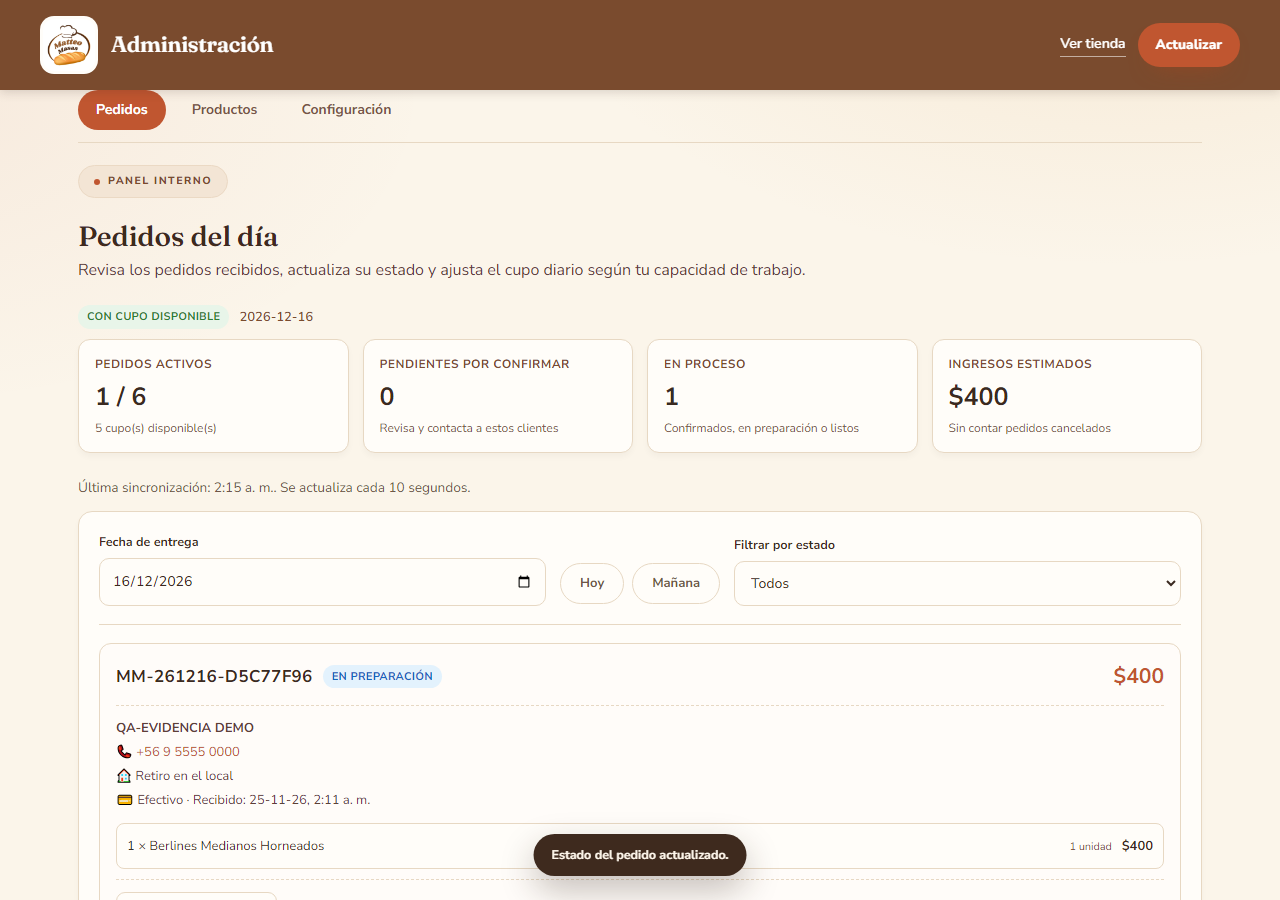 Matteo
Masas
Administración
Ver tienda
Actualizar
Pedidos
Productos
Configuración
PANEL INTERNO
Pedidos del día
Revisa los pedidos recibidos, actualiza su estado y ajusta el cupo diario según tu capacidad de trabajo.
CON CUPO DISPONIBLE 2026-12-16
PEDIDOS ACTIVOS
1 / 6
5 cupo(s) disponible(s)
PENDIENTES POR CONFIRMAR
0
Revisa y contacta a estos clientes
EN PROCESO
1
Confirmados, en preparación o listos
INGRESOS ESTIMADOS
$400
Sin contar pedidos cancelados
Última sincronización: 2:15 a. m.. Se actualiza cada 10 segundos.
Fecha de entrega
16/12/2026
Hoy
Mañana
Filtrar por estado
Todos
MM-261216-D5C77F96 EN PREPARACIÓN $400
QA-EVIDENCIA DEMO
+56 9 5555 0000
Retiro en el local
Efectivo · Recibido: 25-11-26, 2:11 a. m.
1 × Berlines Medianos Horneados 1 unidad $400
Estado del pedido actualizado.